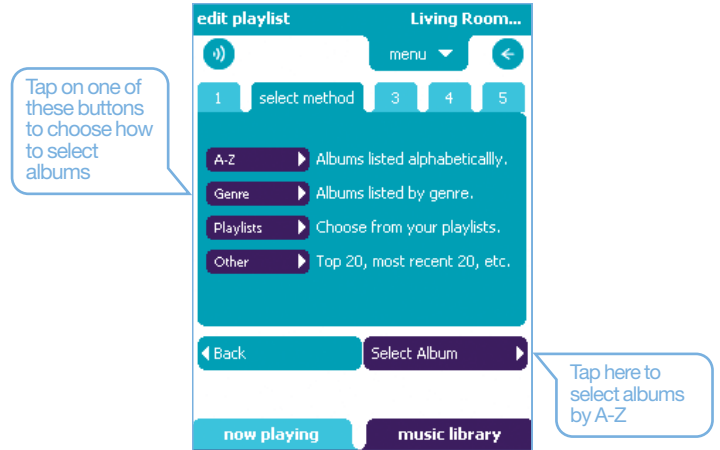 edit playlist Living Room...
menu
1 select method 3 4 5
Tap on one of
these buttons
to choose how
to select
albums
A-Z Albums listed alphabeticallly.
Genre Albums listed by genre.
Playlists Choose from your playlists.
Other Top 20, most recent 20, etc.
Back Select Album
Tap here to
select albums
by A-Z
now playing music library